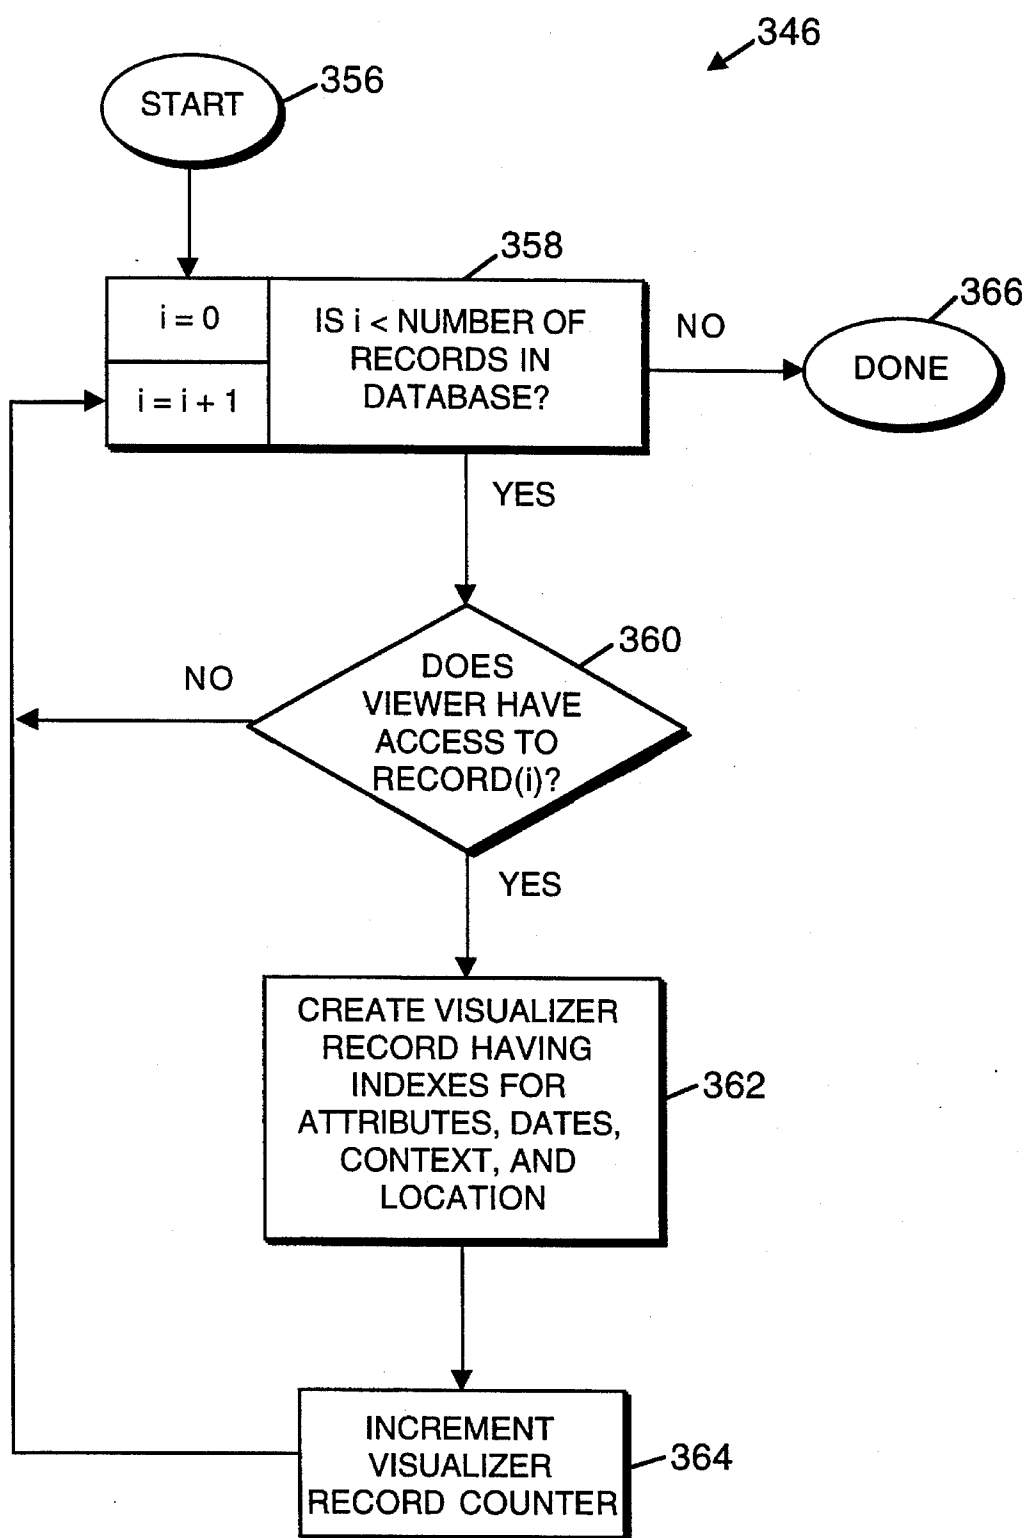 346
START
356
358
i = 0
i = i + 1
IS i < NUMBER OF
RECORDS IN
DATABASE?
NO
366
DONE
YES
360
DOES
VIEWER HAVE
ACCESS TO
RECORD(i)?
NO
YES
CREATE VISUALIZER
RECORD HAVING
INDEXES FOR
ATTRIBUTES, DATES,
CONTEXT, AND
LOCATION
362
INCREMENT
VISUALIZER
RECORD COUNTER
364